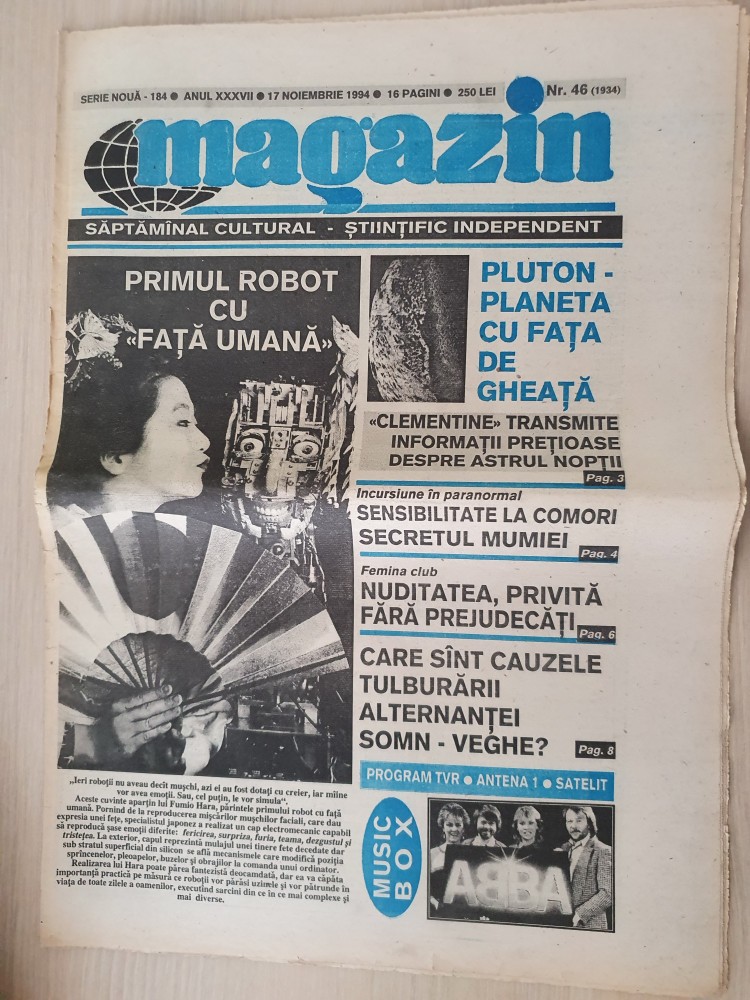 SERIE NOUĂ - 184 ● ANUL XXXVII ● 17 NOIEMBRIE 1994 ● 16 PAGINI ● 250 LEI Nr. 46 (1934)
magazin
SĂPTĂMÎNAL CULTURAL - ȘTIINȚIFIC INDEPENDENT
PRIMUL ROBOT
CU
«FAȚĂ UMANĂ»
PLUTON -
PLANETA
CU FAȚA
DE
GHEAȚĂ
«CLEMENTINE» TRANSMITE
INFORMAȚII PREȚIOASE
DESPRE ASTRUL NOPȚII
Pag. 3
Incursiune în paranormal
SENSIBILITATE LA COMORI
SECRETUL MUMIEI
Pag. 4
Femina club
NUDITATEA, PRIVITĂ
FĂRĂ PREJUDECĂȚI
Pag. 6
CARE SÎNT CAUZELE
TULBURĂRII
ALTERNANȚEI
SOMN - VEGHE?
Pag. 8
„Ieri roboții nu aveau decît mușchi, azi ei au fost dotați cu creier, iar mîine
vor avea emoții. Sau, cel puțin, le vor simula“.
Aceste cuvinte aparțin lui Fumio Hara, părintele primului robot cu față
umană. Pornind de la reproducerea mișcărilor mușchilor faciali, care dau
expresia unei fețe, specialistul japonez a realizat un cap electromecanic capabil
să reproducă șase emoții diferite: fericirea, surpriza, furia, teama, dezgustul și
tristețea. La exterior, capul reprezintă mulajul unei tinere fete decedate dar
sub stratul superficial din silicon se află mecanismele care modifică poziția
sprîncenelor, pleoapelor, buzelor și obrajilor la comanda unui ordinator.
Realizarea lui Hara poate părea fantezistă deocamdată, dar ea va căpăta
importanță practică pe măsură ce roboții vor părăsi uzinele și vor pătrunde în
viața de toate zilele a oamenilor, executînd sarcini din ce în ce mai complexe și
mai diverse.
PROGRAM TVR ● ANTENA 1 ● SATELIT
MUSIC
BOX
ABBA